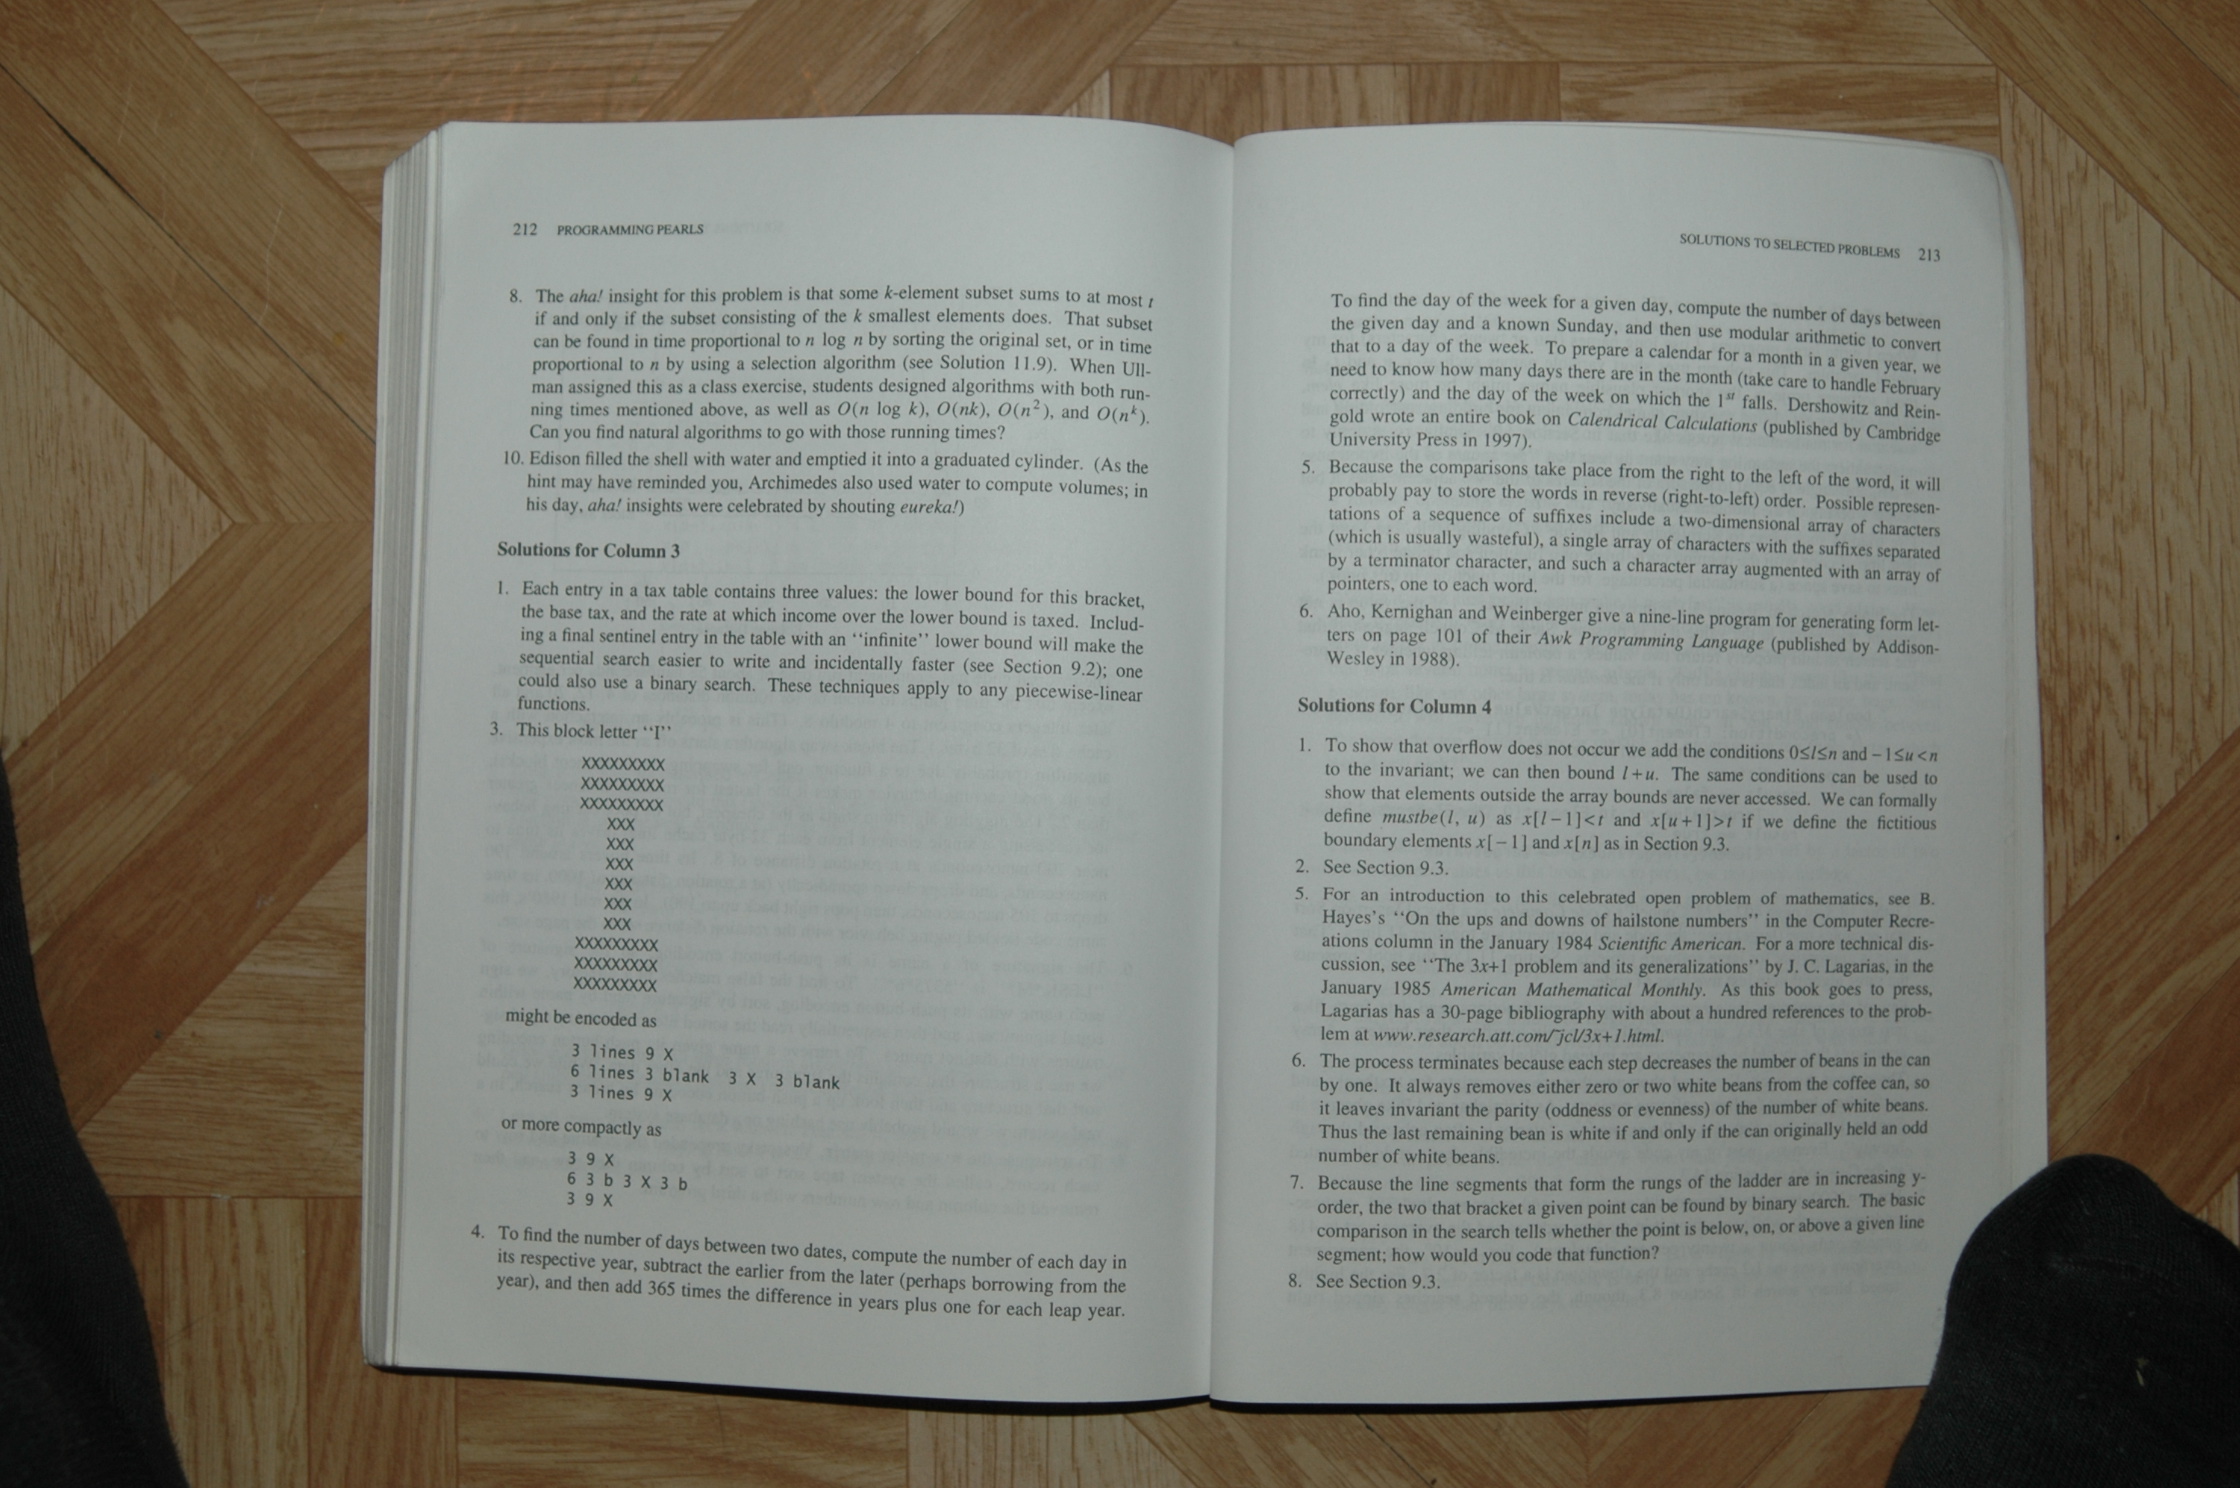 212 PROGRAMMING PEARLS
8. The aha! insight for this problem is that some k-element subset sums to at most t
if and only if the subset consisting of the k smallest elements does. That subset
can be found in time proportional to n log n by sorting the original set, or in time
proportional to n by using a selection algorithm (see Solution 11.9). When Ull-
man assigned this as a class exercise, students designed algorithms with both run-
ning times mentioned above, as well as O(n log k), O(nk), O(n²), and O(nᵏ).
Can you find natural algorithms to go with those running times?
10. Edison filled the shell with water and emptied it into a graduated cylinder. (As the
hint may have reminded you, Archimedes also used water to compute volumes; in
his day, aha! insights were celebrated by shouting eureka!)
Solutions for Column 3
1. Each entry in a tax table contains three values: the lower bound for this bracket,
the base tax, and the rate at which income over the lower bound is taxed. Includ-
ing a final sentinel entry in the table with an ‘‘infinite’’ lower bound will make the
sequential search easier to write and incidentally faster (see Section 9.2); one
could also use a binary search. These techniques apply to any piecewise-linear
functions.
3. This block letter ‘‘I’’
XXXXXXXXX
XXXXXXXXX
XXXXXXXXX
XXX
XXX
XXX
XXX
XXX
XXX
XXXXXXXXX
XXXXXXXXX
XXXXXXXXX
might be encoded as
3 lines 9 X
6 lines 3 blank 3 X 3 blank
3 lines 9 X
or more compactly as
3 9 X
6 3 b 3 X 3 b
3 9 X
4. To find the number of days between two dates, compute the number of each day in
its respective year, subtract the earlier from the later (perhaps borrowing from the
year), and then add 365 times the difference in years plus one for each leap year.
SOLUTIONS TO SELECTED PROBLEMS 213
To find the day of the week for a given day, compute the number of days between
the given day and a known Sunday, and then use modular arithmetic to convert
that to a day of the week. To prepare a calendar for a month in a given year, we
need to know how many days there are in the month (take care to handle February
correctly) and the day of the week on which the 1st falls. Dershowitz and Rein-
gold wrote an entire book on Calendrical Calculations (published by Cambridge
University Press in 1997).
5. Because the comparisons take place from the right to the left of the word, it will
probably pay to store the words in reverse (right-to-left) order. Possible represen-
tations of a sequence of suffixes include a two-dimensional array of characters
(which is usually wasteful), a single array of characters with the suffixes separated
by a terminator character, and such a character array augmented with an array of
pointers, one to each word.
6. Aho, Kernighan and Weinberger give a nine-line program for generating form let-
ters on page 101 of their Awk Programming Language (published by Addison-
Wesley in 1988).
Solutions for Column 4
1. To show that overflow does not occur we add the conditions 0≤l≤n and −1≤u<n
to the invariant; we can then bound l+u. The same conditions can be used to
show that elements outside the array bounds are never accessed. We can formally
define mustbe(l, u) as x[l−1]<t and x[u+1]>t if we define the fictitious
boundary elements x[−1] and x[n] as in Section 9.3.
2. See Section 9.3.
5. For an introduction to this celebrated open problem of mathematics, see B.
Hayes's ‘‘On the ups and downs of hailstone numbers’’ in the Computer Recre-
ations column in the January 1984 Scientific American. For a more technical dis-
cussion, see ‘‘The 3x+1 problem and its generalizations’’ by J. C. Lagarias, in the
January 1985 American Mathematical Monthly. As this book goes to press,
Lagarias has a 30-page bibliography with about a hundred references to the prob-
lem at www.research.att.com/~jcl/3x+1.html.
6. The process terminates because each step decreases the number of beans in the can
by one. It always removes either zero or two white beans from the coffee can, so
it leaves invariant the parity (oddness or evenness) of the number of white beans.
Thus the last remaining bean is white if and only if the can originally held an odd
number of white beans.
7. Because the line segments that form the rungs of the ladder are in increasing y-
order, the two that bracket a given point can be found by binary search. The basic
comparison in the search tells whether the point is below, on, or above a given line
segment; how would you code that function?
8. See Section 9.3.